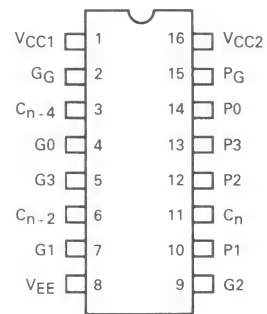 VCC1 1 16 VCC2
GG 2 15 PG
Cn+4 3 14 P0
G0 4 13 P3
G3 5 12 P2
Cn+2 6 11 Cn
G1 7 10 P1
VEE 8 9 G2